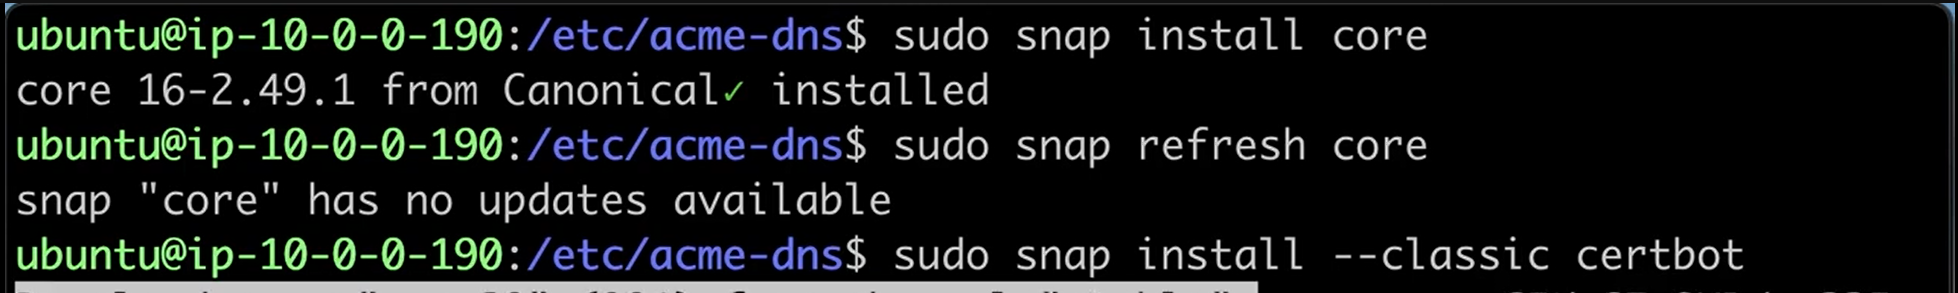 ubuntu@ip-10-0-0-190:/etc/acme-dns$ sudo snap install core
core 16-2.49.1 from Canonical✓ installed
ubuntu@ip-10-0-0-190:/etc/acme-dns$ sudo snap refresh core
snap "core" has no updates available
ubuntu@ip-10-0-0-190:/etc/acme-dns$ sudo snap install --classic certbot